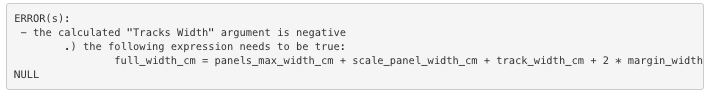 ERROR(s):
- the calculated "Tracks Width" argument is negative
.) the following expression needs to be true:
full_width_cm = panels_max_width_cm + scale_panel_width_cm + track_width_cm + 2 * margin_width
NULL